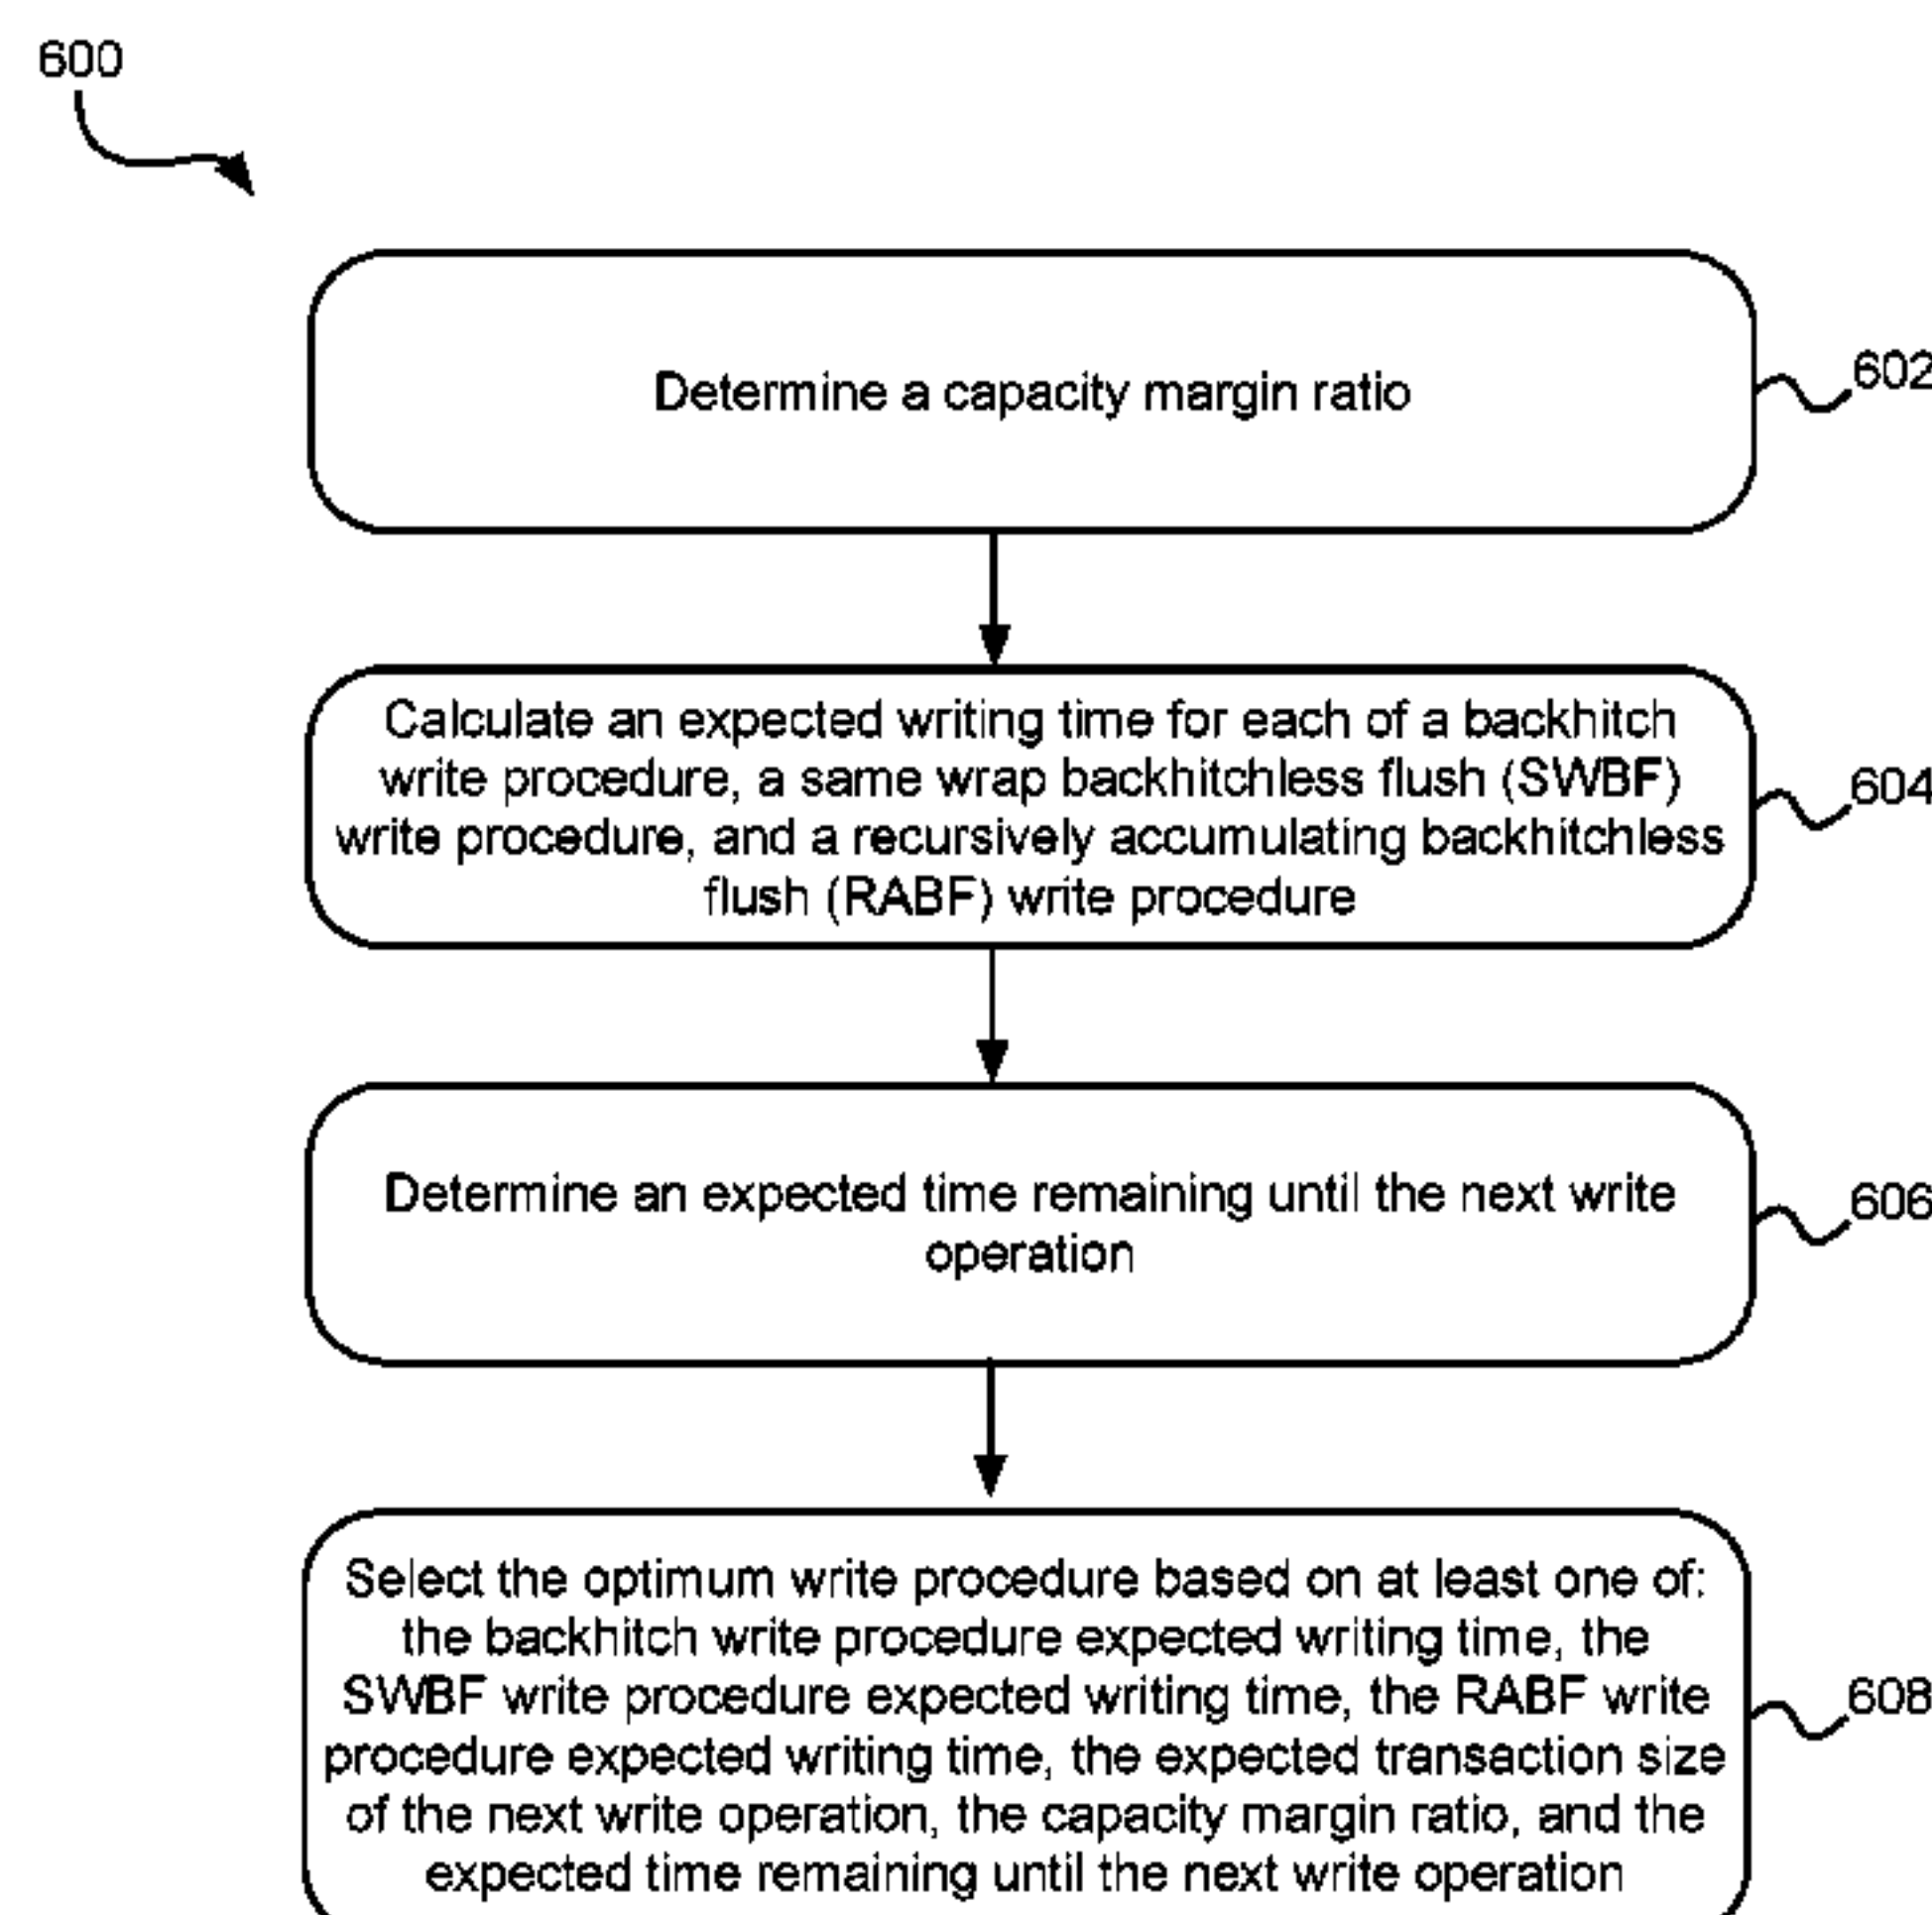 600
Determine a capacity margin ratio
602
Calculate an expected writing time for each of a backhitch
write procedure, a same wrap backhitchless flush (SWBF)
write procedure, and a recursively accumulating backhitchless
flush (RABF) write procedure
604
Determine an expected time remaining until the next write
operation
606
Select the optimum write procedure based on at least one of:
the backhitch write procedure expected writing time, the
SWBF write procedure expected writing time, the RABF write
procedure expected writing time, the expected transaction size
of the next write operation, the capacity margin ratio, and the
expected time remaining until the next write operation
608